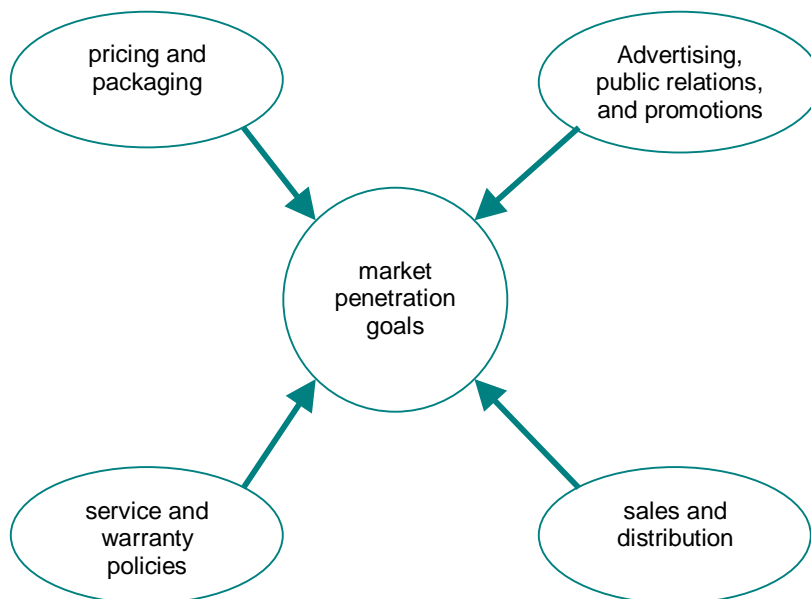 pricing and
packaging
Advertising,
public relations,
and promotions
market
penetration
goals
service and
warranty
policies
sales and
distribution